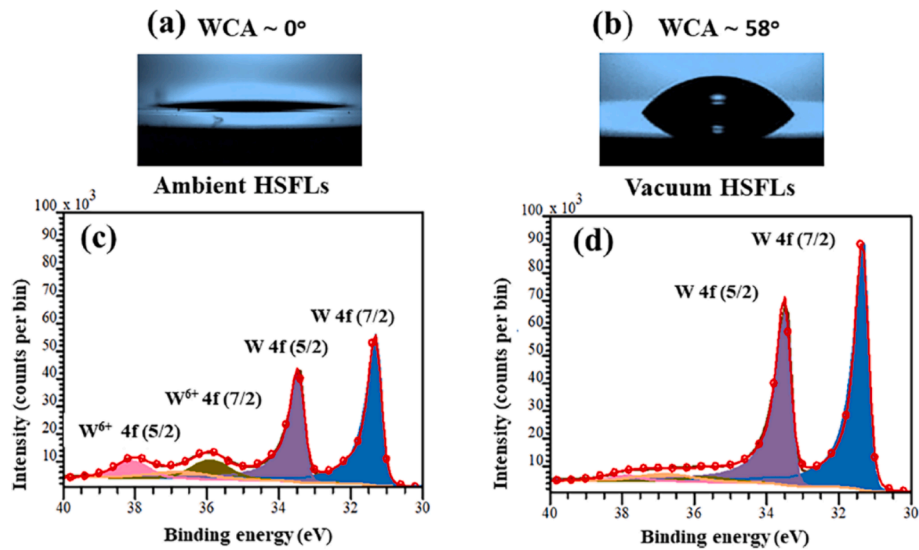 (a) WCA ~ 0°
(b) WCA ~ 58°
Ambient HSFLs
Vacuum HSFLs
100 x 10³
90
80
70
60
50
40
30
20
10
Intensity (counts per bin)
(c)
W 4f (7/2)
W 4f (5/2)
W⁶⁺ 4f (7/2)
W⁶⁺ 4f (5/2)
40 38 36 34 32 30
Binding energy (eV)
100 x 10³
90
80
70
60
50
40
30
20
10
Intensity (counts per bin)
(d)
W 4f (7/2)
W 4f (5/2)
40 38 36 34 32 30
Binding energy (eV)